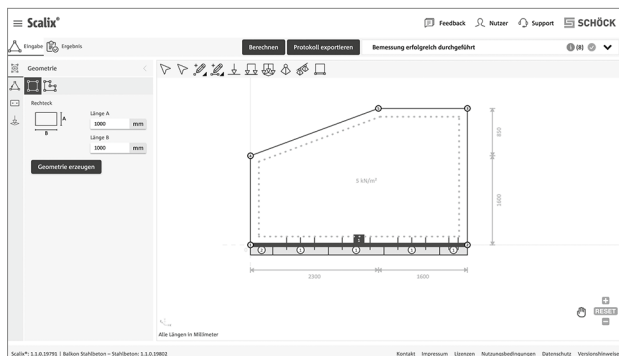 Scalix®
Feedback
Nutzer
Support
SCHÖCK
Eingabe
Ergebnis
Berechnen
Protokoll exportieren
Bemessung erfolgreich durchgeführt
(8)
Geometrie
Rechteck
A
B
Länge A
1000 mm
Länge B
1000 mm
Geometrie erzeugen
850
5 kN/m²
1600
2300
1600
RESET
Alle Längen in Millimeter
Scalix®: 1.1.0.19791 | Balkon Stahlbeton – Stahlbeton: 1.1.0.19802
Kontakt Impressum Lizenzen Nutzungsbedingungen Datenschutz Versionshinweise